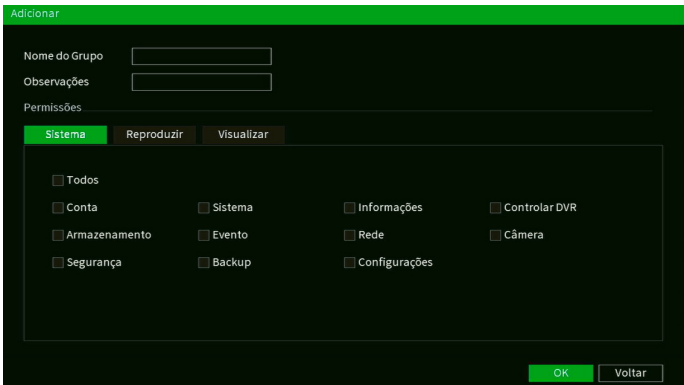 Adicionar
Nome do Grupo
Observações
Permissões
Sistema Reproduzir Visualizar
Todos
Conta Sistema Informações Controlar DVR
Armazenamento Evento Rede Câmera
Segurança Backup Configurações
OK Voltar